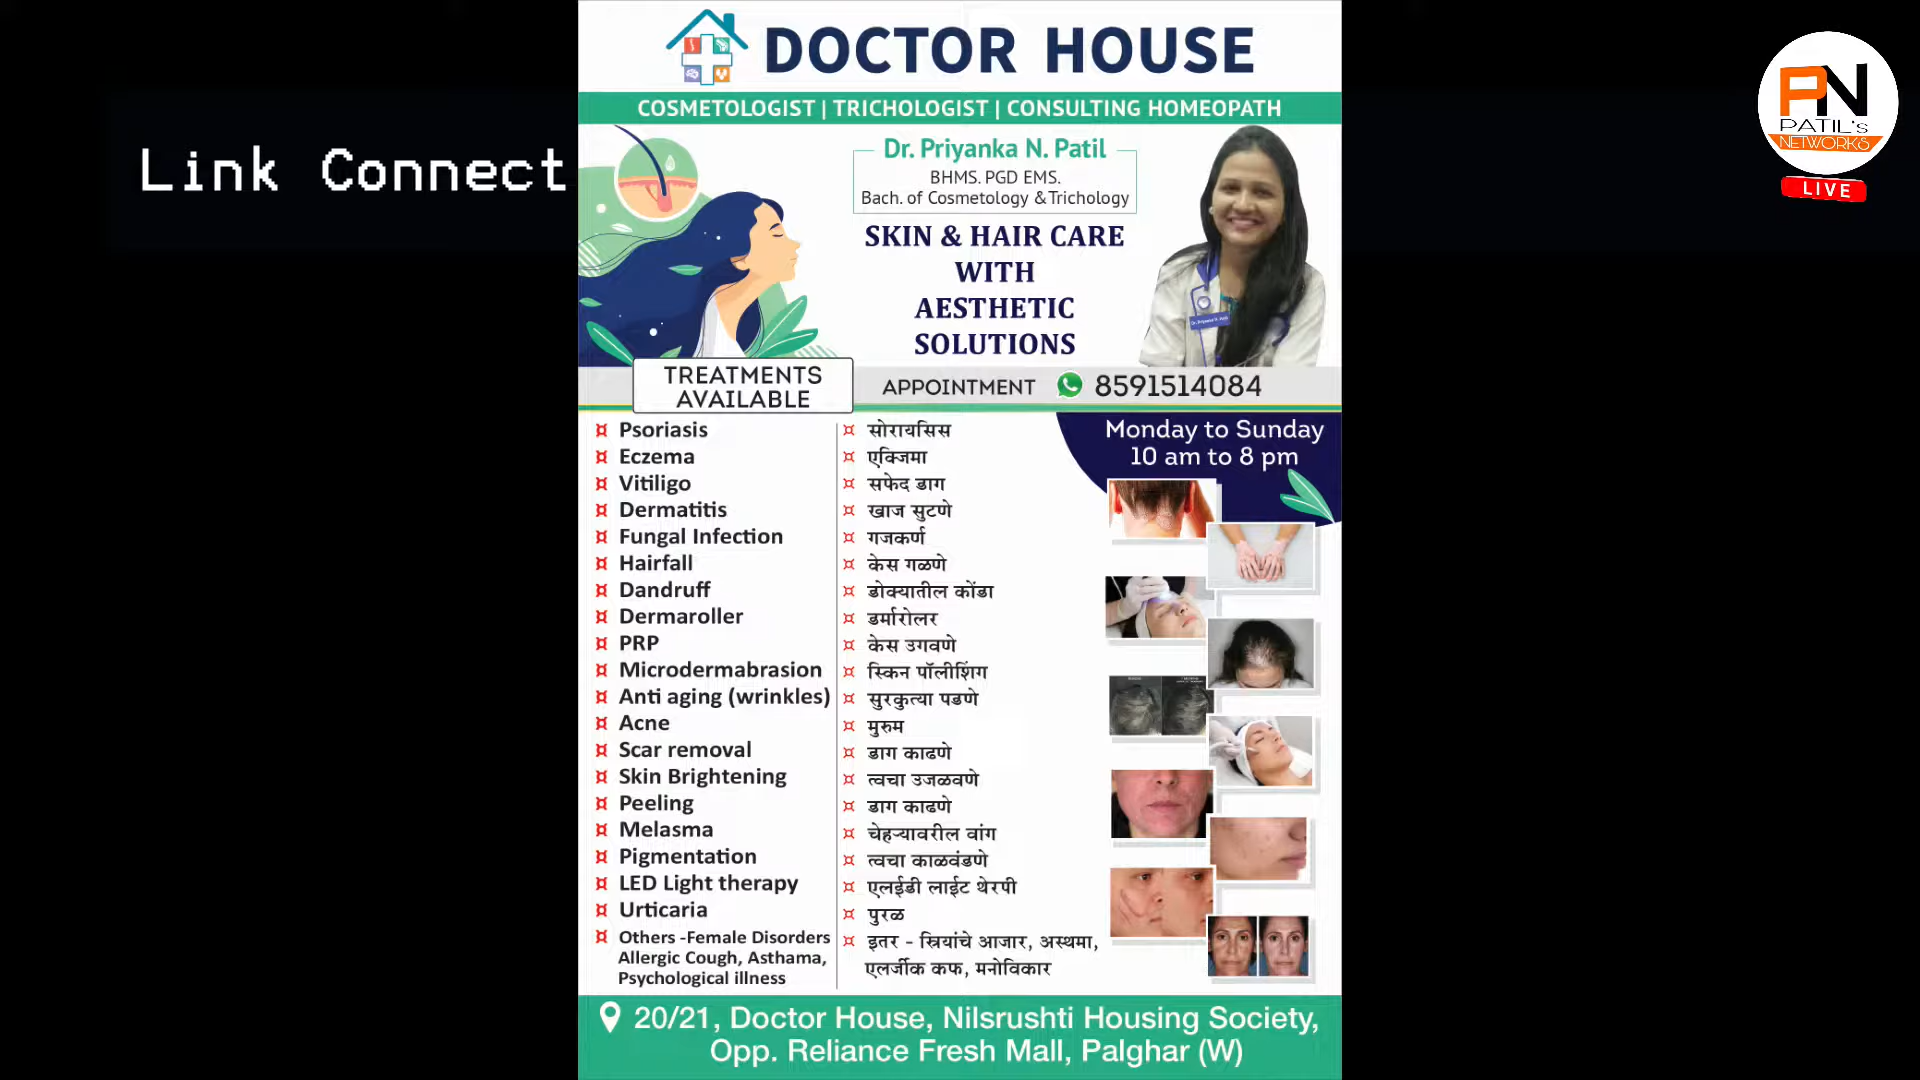 DOCTOR HOUSE
COSMETOLOGIST | TRICHOLOGIST | CONSULTING HOMEOPATH
Link Connect
PN
PATIL's
NETWORKS
LIVE
Dr. Priyanka N. Patil
BHMS. PGD EMS.
Bach. of Cosmetology & Trichology
SKIN & HAIR CARE
WITH
AESTHETIC
SOLUTIONS
Dr. Priyanka N. Patil
TREATMENTS
AVAILABLE
APPOINTMENT 8591514084
Monday to Sunday
10 am to 8 pm
¤ Psoriasis
¤ Eczema
¤ Vitiligo
¤ Dermatitis
¤ Fungal Infection
¤ Hairfall
¤ Dandruff
¤ Dermaroller
¤ PRP
¤ Microdermabrasion
¤ Anti aging (wrinkles)
¤ Acne
¤ Scar removal
¤ Skin Brightening
¤ Peeling
¤ Melasma
¤ Pigmentation
¤ LED Light therapy
¤ Urticaria
¤ Others -Female Disorders
Allergic Cough, Asthama,
Psychological illness
¤ सोरायसिस
¤ एक्जिमा
¤ सफेद डाग
¤ खाज सुटणे
¤ गजकर्ण
¤ केस गळणे
¤ डोक्यातील कोंडा
¤ डर्मारोलर
¤ केस उगवणे
¤ स्किन पॉलीशिंग
¤ सुरकुत्या पडणे
¤ मुरुम
¤ डाग काढणे
¤ त्वचा उजळवणे
¤ डाग काढणे
¤ चेहऱ्यावरील वांग
¤ त्वचा काळवंडणे
¤ एलईडी लाईट थेरपी
¤ पुरळ
¤ इतर - स्त्रियांचे आजार, अस्थमा,
एलर्जीक कफ, मनोविकार
20/21, Doctor House, Nilsrushti Housing Society,
Opp. Reliance Fresh Mall, Palghar (W)